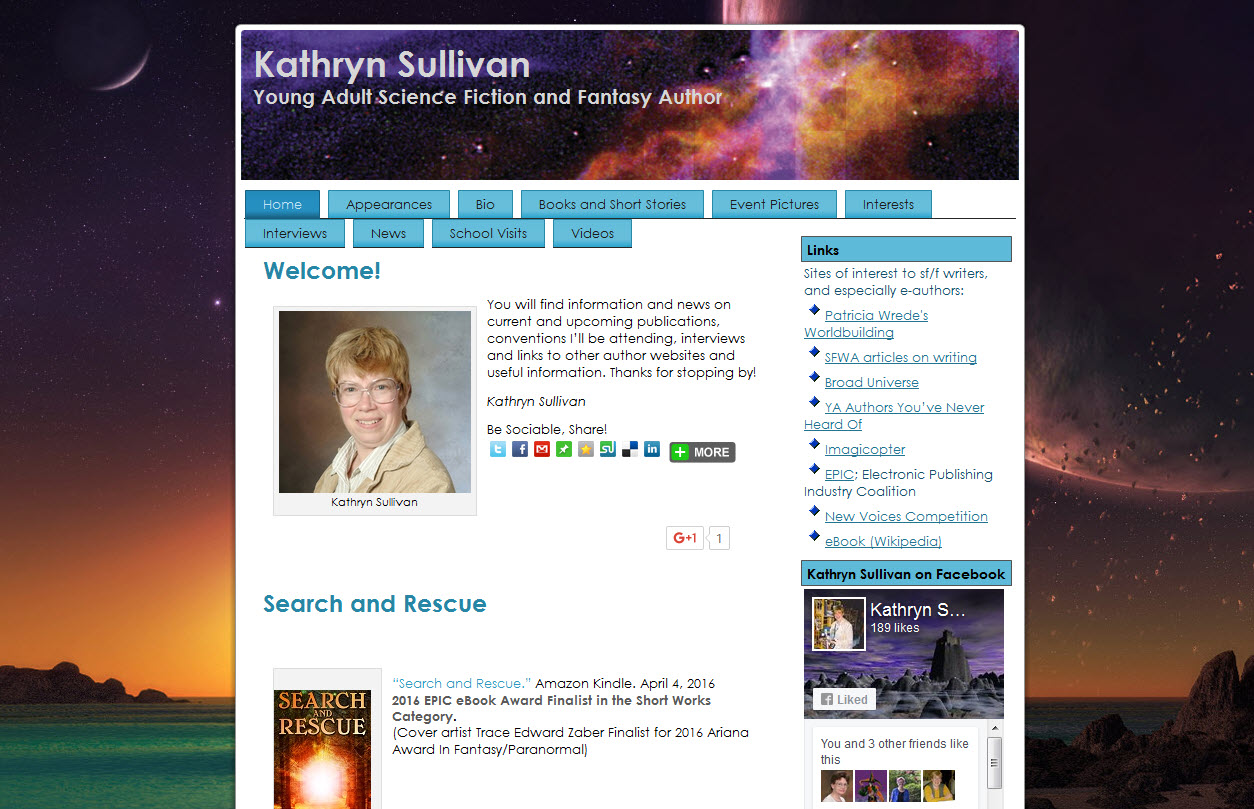 Kathryn Sullivan
Young Adult Science Fiction and Fantasy Author
Home
Appearances
Bio
Books and Short Stories
Event Pictures
Interests
Interviews
News
School Visits
Videos
Welcome!
You will find information and news on
current and upcoming publications,
conventions I'll be attending, interviews
and links to other author websites and
useful information. Thanks for stopping by!
Kathryn Sullivan
Be Sociable, Share!
MORE
Kathryn Sullivan
G+1
1
Search and Rescue
SEARCH
AND
RESCUE
“Search and Rescue.” Amazon Kindle. April 4, 2016
2016 EPIC eBook Award Finalist in the Short Works
Category.
(Cover artist Trace Edward Zaber Finalist for 2016 Ariana
Award In Fantasy/Paranormal)
Links
Sites of interest to sf/f writers,
and especially e-authors:
Patricia Wrede's
Worldbuilding
SFWA articles on writing
Broad Universe
YA Authors You've Never
Heard Of
Imagicopter
EPIC; Electronic Publishing
Industry Coalition
New Voices Competition
eBook (Wikipedia)
Kathryn Sullivan on Facebook
Kathryn S...
189 likes
Liked
You and 3 other friends like
this